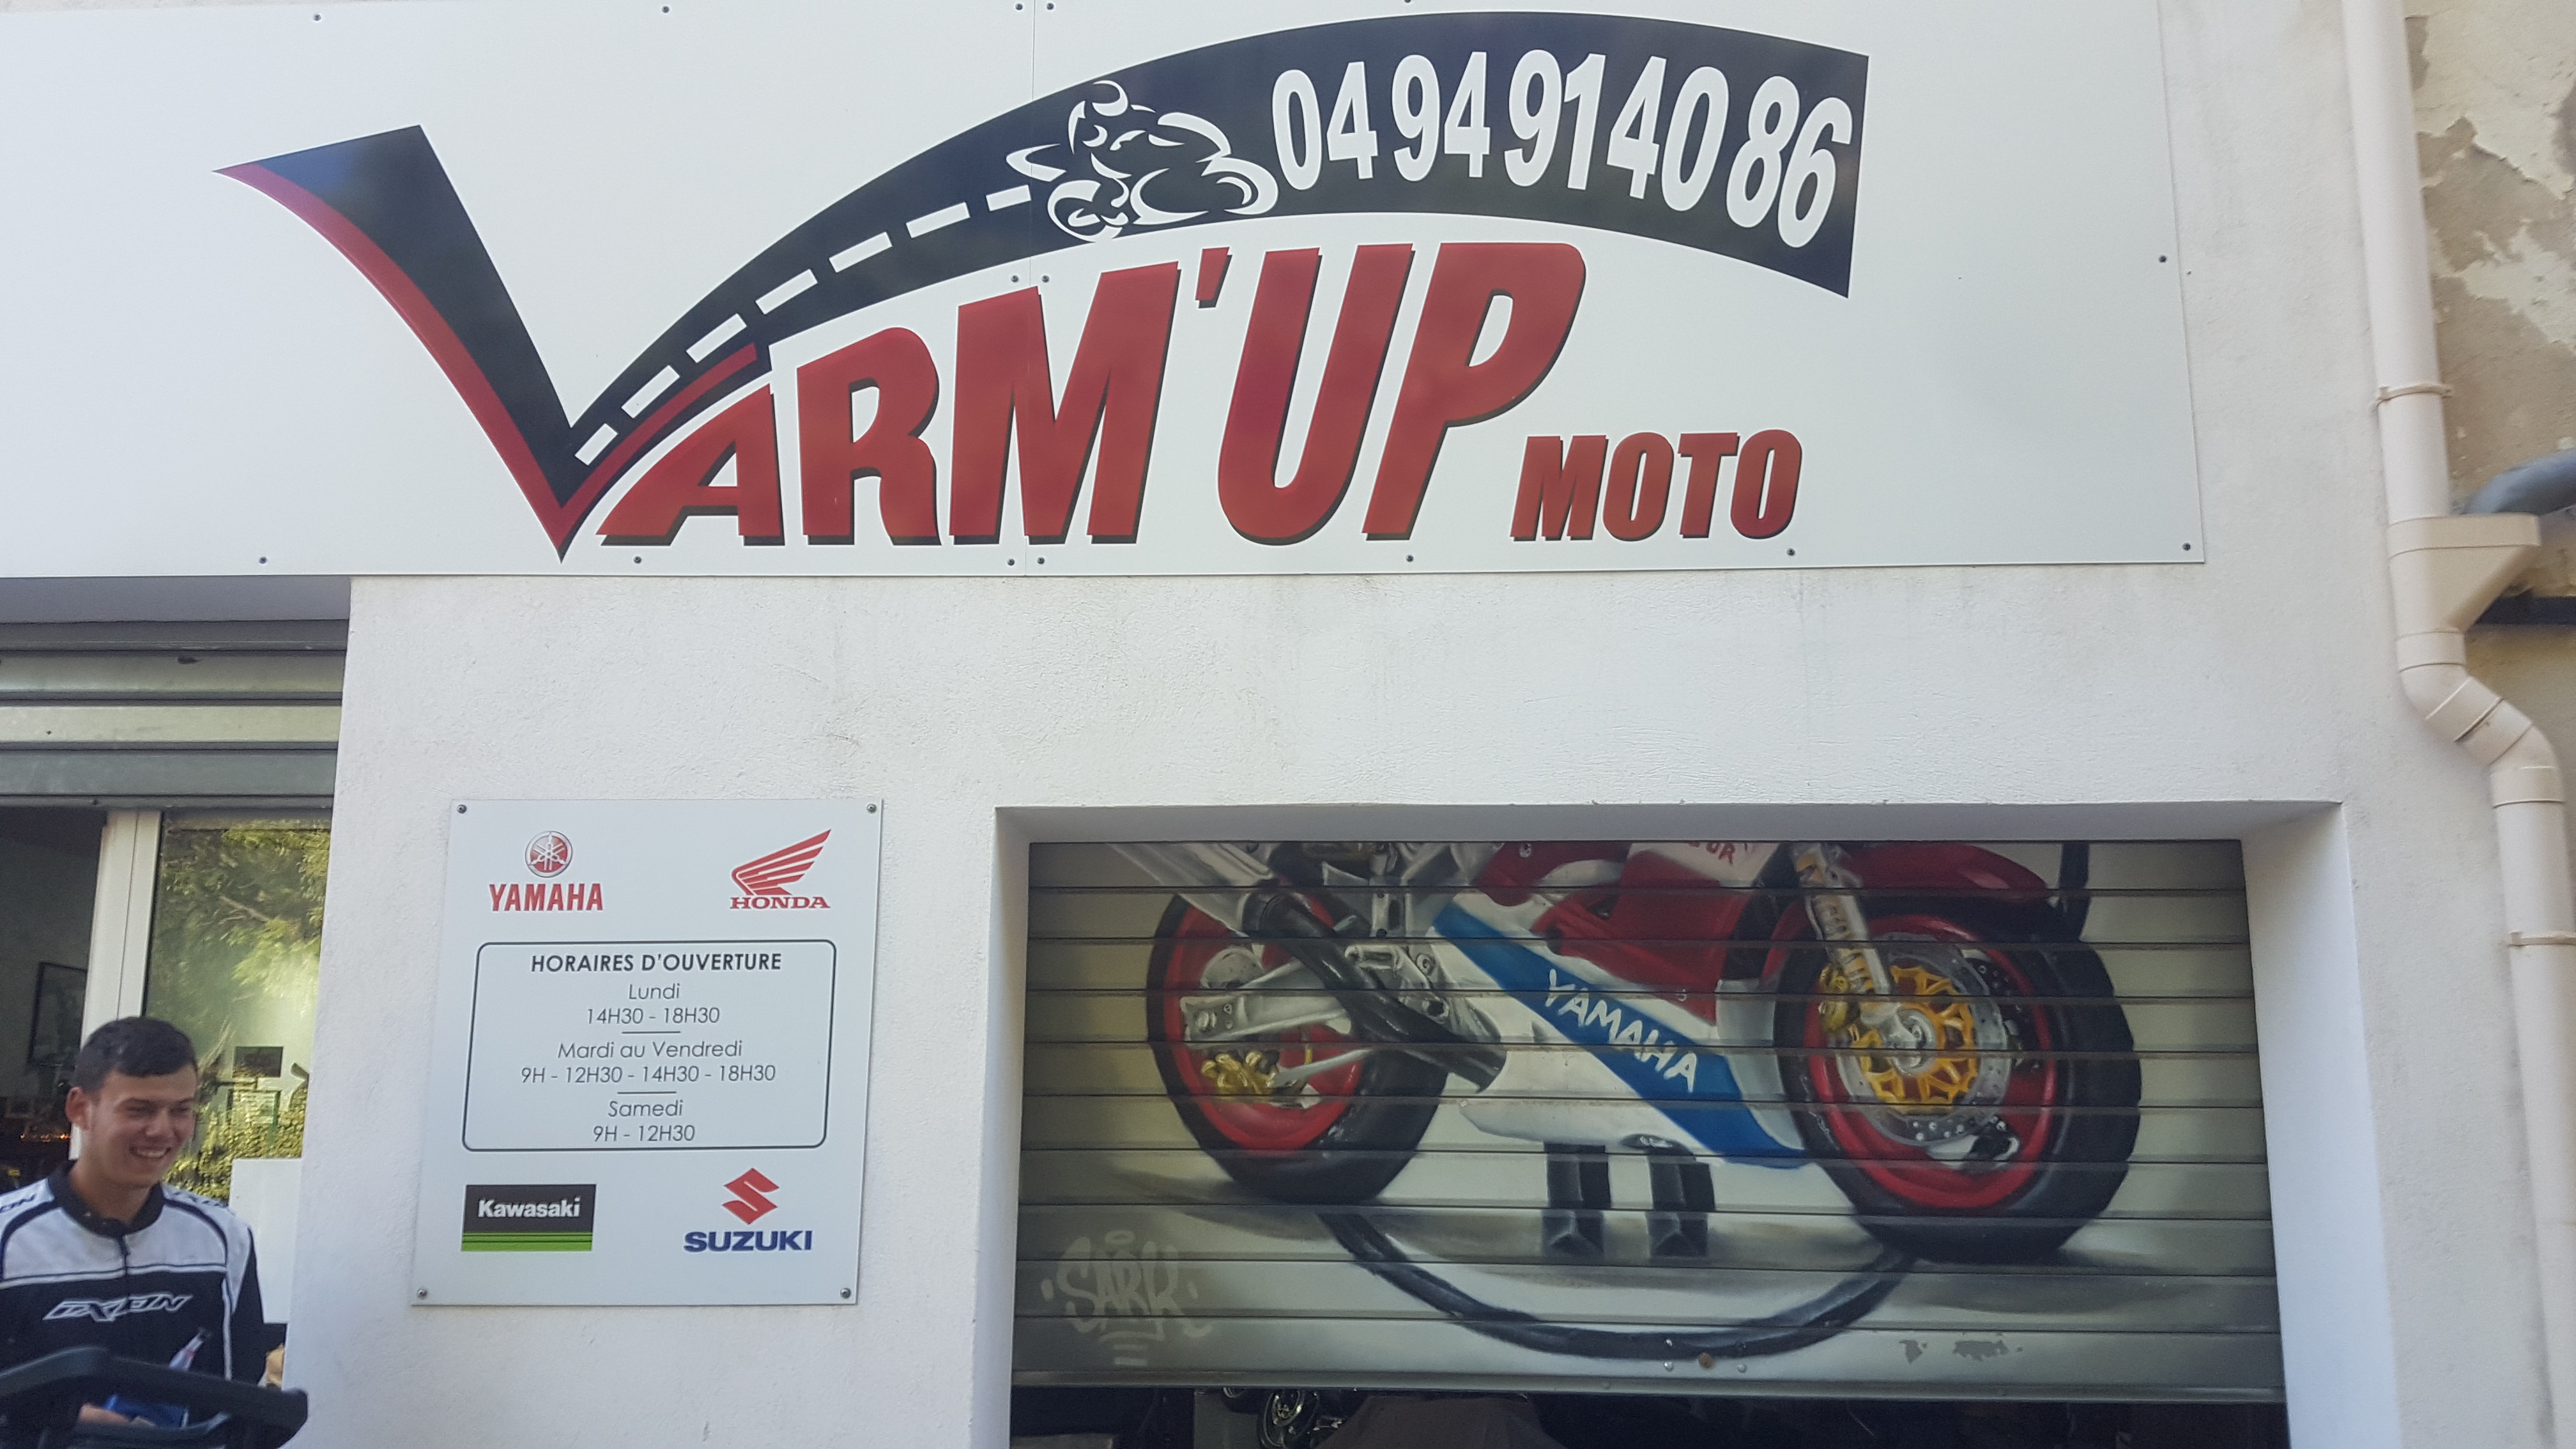 04 94 91 40 86
VARM'UP MOTO
YAMAHA
HONDA
HORAIRES D'OUVERTURE
Lundi
14H30 - 18H30
Mardi au Vendredi
9H - 12H30 - 14H30 - 18H30
Samedi
9H - 12H30
Kawasaki
SUZUKI
YAMAHA
SARK
IXON